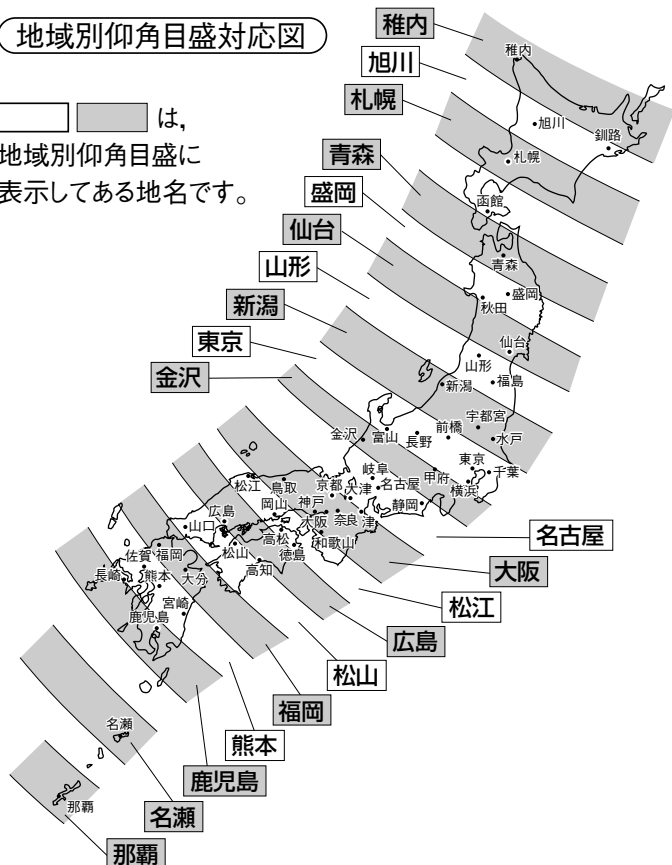 地域別仰角目盛対応図
は,
地域別仰角目盛に
表示してある地名です。
稚内
旭川
札幌
青森
盛岡
仙台
山形
新潟
東京
金沢
名古屋
大阪
松江
広島
松山
福岡
熊本
鹿児島
名瀬
那覇
稚内
旭川
釧路
札幌
函館
青森
盛岡
秋田
仙台
山形
福島
新潟
宇都宮
前橋
水戸
長野
富山
金沢
東京
千葉
甲府
横浜
岐阜
名古屋
静岡
京都
大津
津
奈良
神戸
大阪
和歌山
鳥取
松江
岡山
広島
山口
高松
徳島
松山
高知
福岡
佐賀
長崎
大分
熊本
宮崎
鹿児島
名瀬
那覇